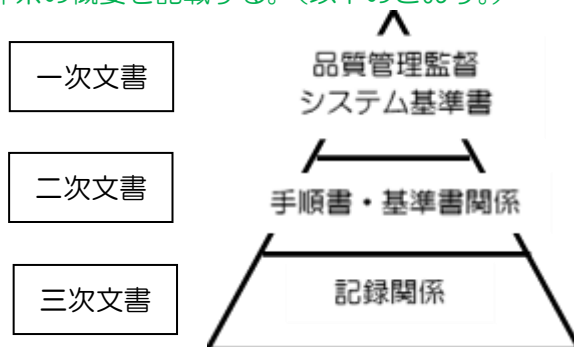 作業の概要を記載する。（以下のとおり。）
一次文書
品質管理監督
システム基準書
二次文書
手順書・基準書関係
三次文書
記録関係